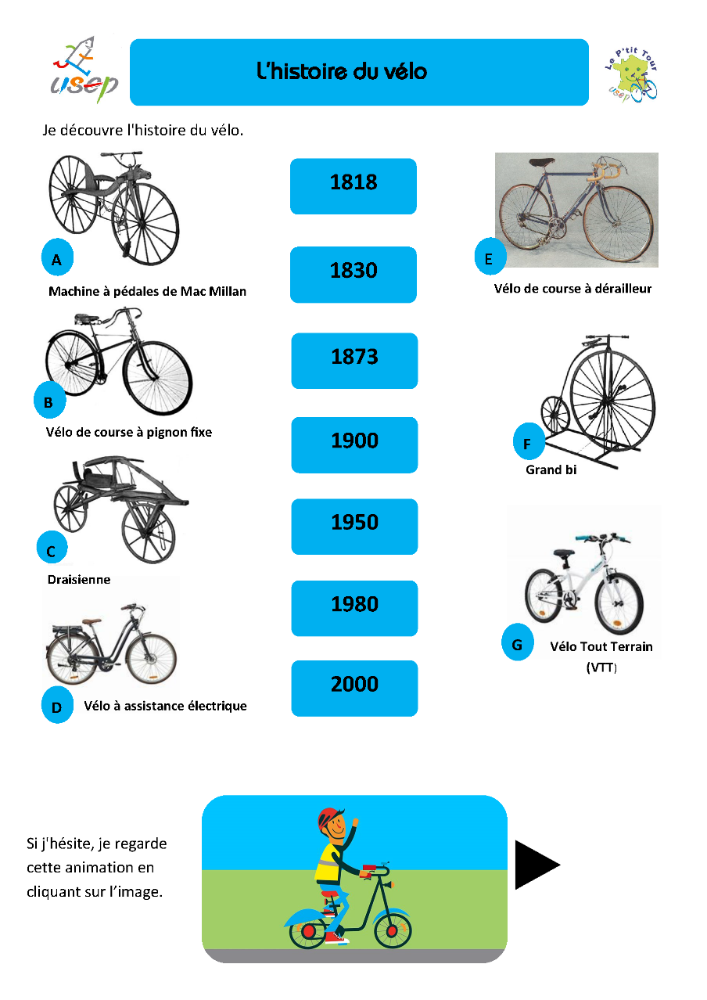 usep
L'histoire du vélo
Le P'tit Tour
usep
Je découvre l'histoire du vélo.
A
Machine à pédales de Mac Millan
B
Vélo de course à pignon fixe
C
Draisienne
D
Vélo à assistance électrique
1818
1830
1873
1900
1950
1980
2000
E
Vélo de course à dérailleur
F
Grand bi
G
Vélo Tout Terrain
(VTT)
Si j'hésite, je regarde
cette animation en
cliquant sur l’image.